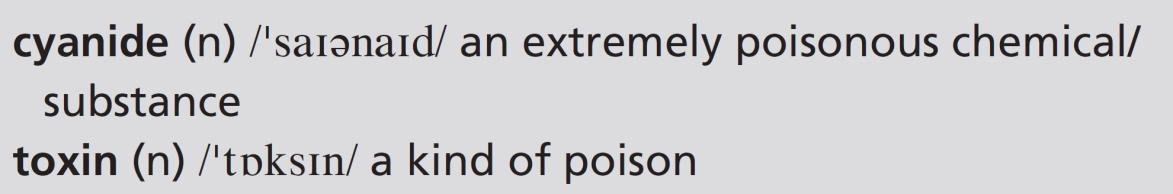 cyanide (n) /ˈsaɪənaɪd/ an extremely poisonous chemical/
substance
toxin (n) /ˈtɒksɪn/ a kind of poison